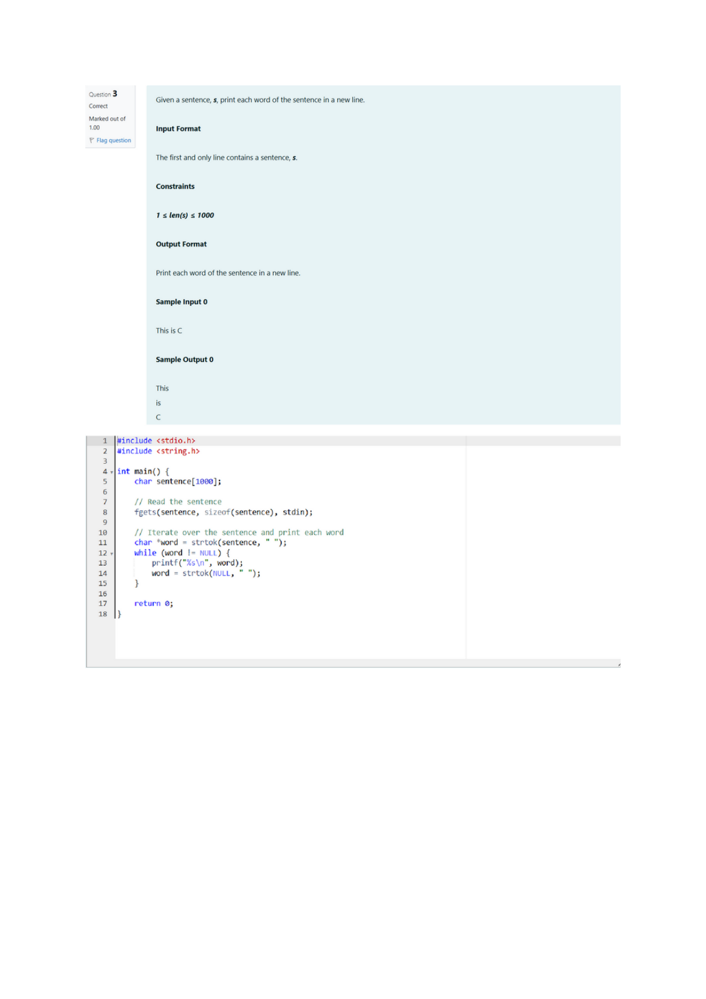 Question 3
Correct
Marked out of
1.00
Flag question
Given a sentence, s, print each word of the sentence in a new line.
Input Format
The first and only line contains a sentence, s.
Constraints
1 ≤ len(s) ≤ 1000
Output Format
Print each word of the sentence in a new line.
Sample Input 0
This is C
Sample Output 0
This
is
C
1 #include <stdio.h>
2 #include <string.h>
3
4 int main() {
5     char sentence[1000];
6
7     // Read the sentence
8     fgets(sentence, sizeof(sentence), stdin);
9
10     // Iterate over the sentence and print each word
11     char *word = strtok(sentence, " ");
12     while (word != NULL) {
13         printf("%s\n", word);
14         word = strtok(NULL, " ");
15     }
16
17     return 0;
18 }